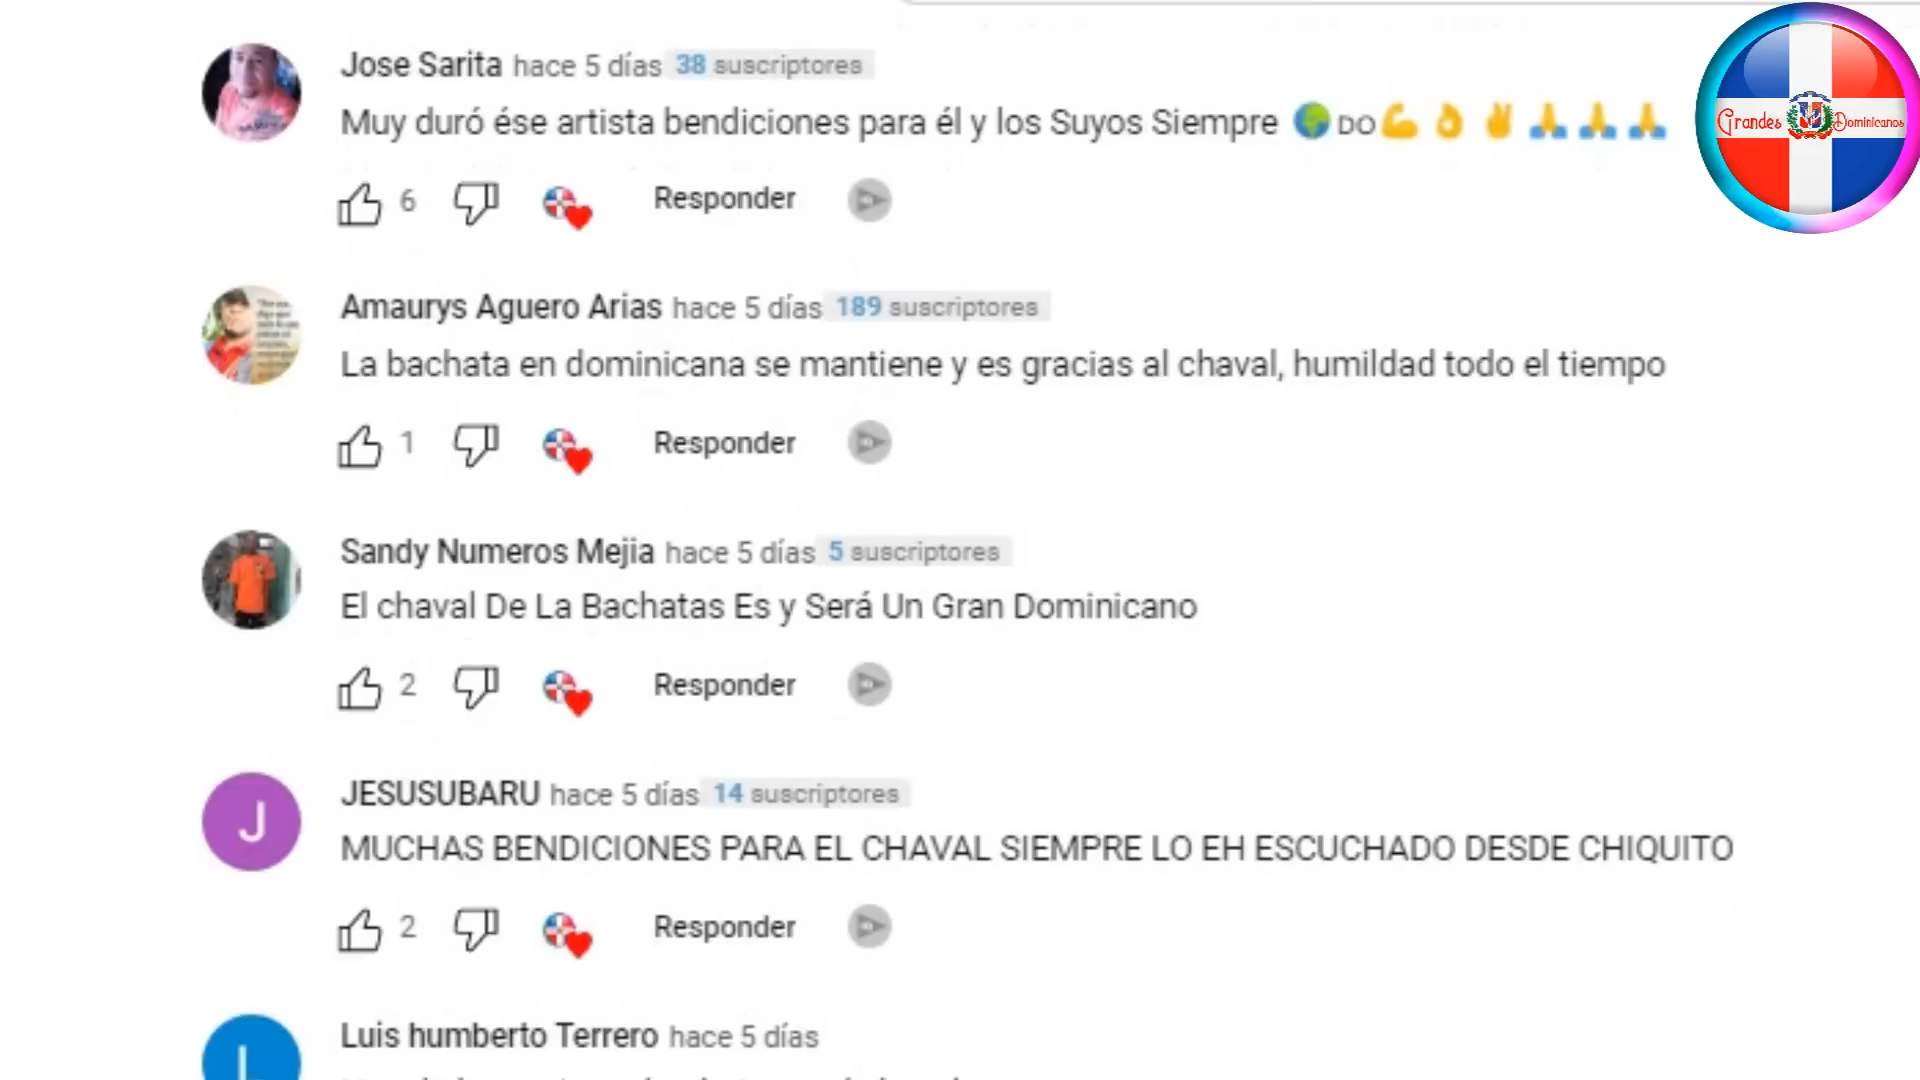 Jose Sarita hace 5 días 38 suscriptores
Muy duró ése artista bendiciones para él y los Suyos Siempre 🌎 DO💪👌✌🙏🙏🙏
Grandes Dominicanos
6 Responder
Amaurys Aguero Arias hace 5 días 189 suscriptores
La bachata en dominicana se mantiene y es gracias al chaval, humildad todo el tiempo
1 Responder
Sandy Numeros Mejia hace 5 días 5 suscriptores
El chaval De La Bachatas Es y Será Un Gran Dominicano
2 Responder
J
JESUSUBARU hace 5 días 14 suscriptores
MUCHAS BENDICIONES PARA EL CHAVAL SIEMPRE LO EH ESCUCHADO DESDE CHIQUITO
2 Responder
L
Luis humberto Terrero hace 5 días